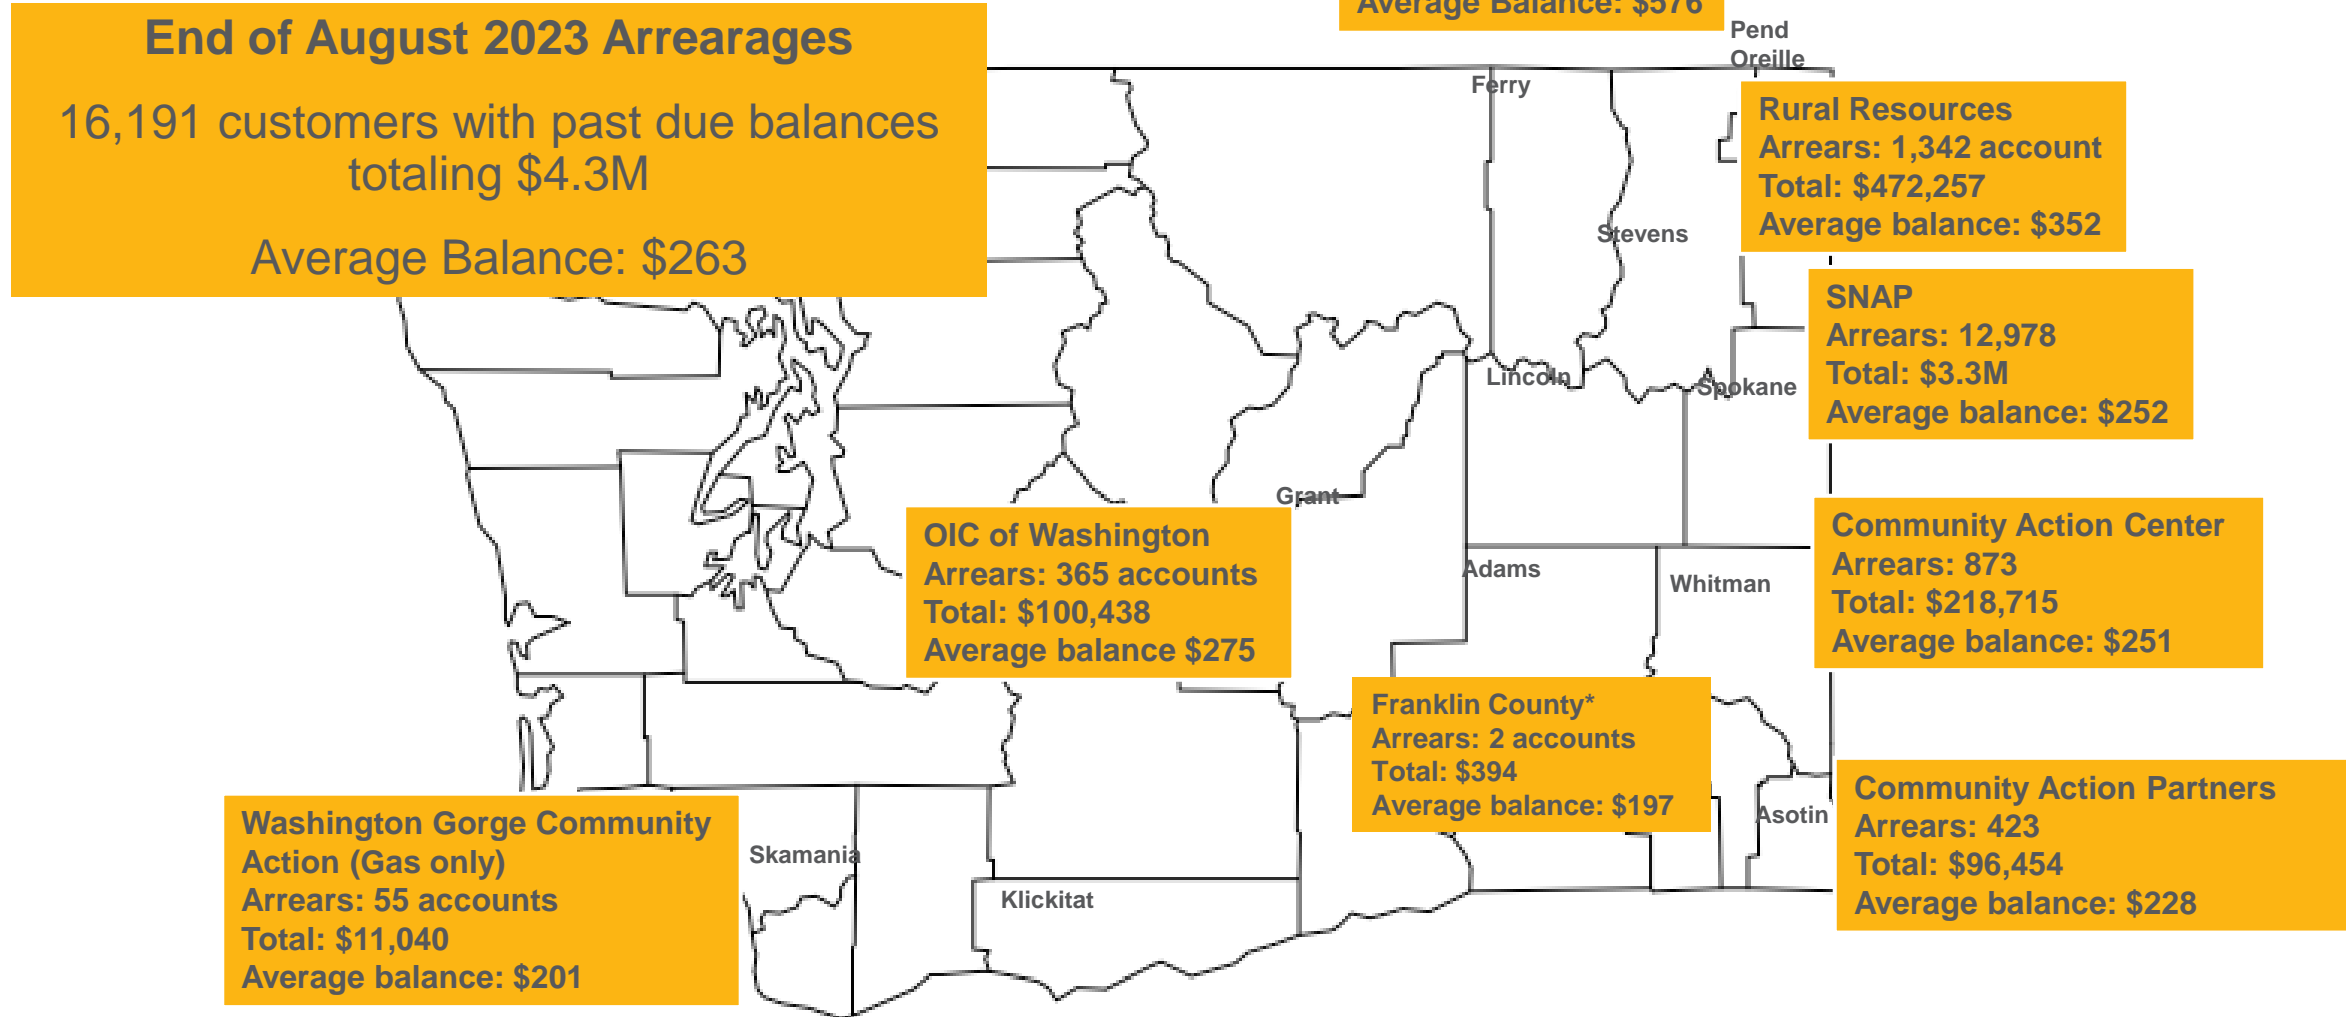 Average Balance: $576
End of August 2023 Arrearages
16,191 customers with past due balances
totaling $4.3M
Average Balance: $263
Pend
Oreille
Ferry
Rural Resources
Arrears: 1,342 account
Total: $472,257
Average balance: $352
Stevens
SNAP
Arrears: 12,978
Total: $3.3M
Average balance: $252
Lincoln
Spokane
Grant
OIC of Washington
Arrears: 365 accounts
Total: $100,438
Average balance $275
Adams
Whitman
Community Action Center
Arrears: 873
Total: $218,715
Average balance: $251
Franklin County*
Arrears: 2 accounts
Total: $394
Average balance: $197
Asotin
Community Action Partners
Arrears: 423
Total: $96,454
Average balance: $228
Washington Gorge Community
Action (Gas only)
Arrears: 55 accounts
Total: $11,040
Average balance: $201
Skamania
Klickitat